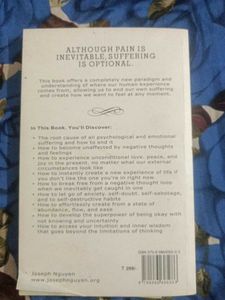 ALTHOUGH PAIN IS
INEVITABLE, SUFFERING
IS OPTIONAL.
This book offers a completely new paradigm and
understanding of where our human experience
comes from, allowing us to end our own suffering
and create how we want to feel at any moment.
In This Book, You'll Discover:
• The root cause of all psychological and emotional
suffering and how to end it
• How to become unaffected by negative thoughts
and feelings
• How to experience unconditional love, peace, and
joy in the present, no matter what our external
circumstances look like
• How to instantly create a new experience of life if
you don't like the one you're in right now
• How to break free from a negative thought loop
when we inevitably get caught in one
• How to let go of anxiety, self-doubt, self-sabotage,
and self-destructive habits
• How to effortlessly create from a state of
abundance, flow, and ease
• How to develop the superpower of being okay with
not knowing and uncertainty
• How to access your intuition and inner wisdom
that goes beyond the limitations of thinking
Joseph Nguyen
www.josephnguyen.org